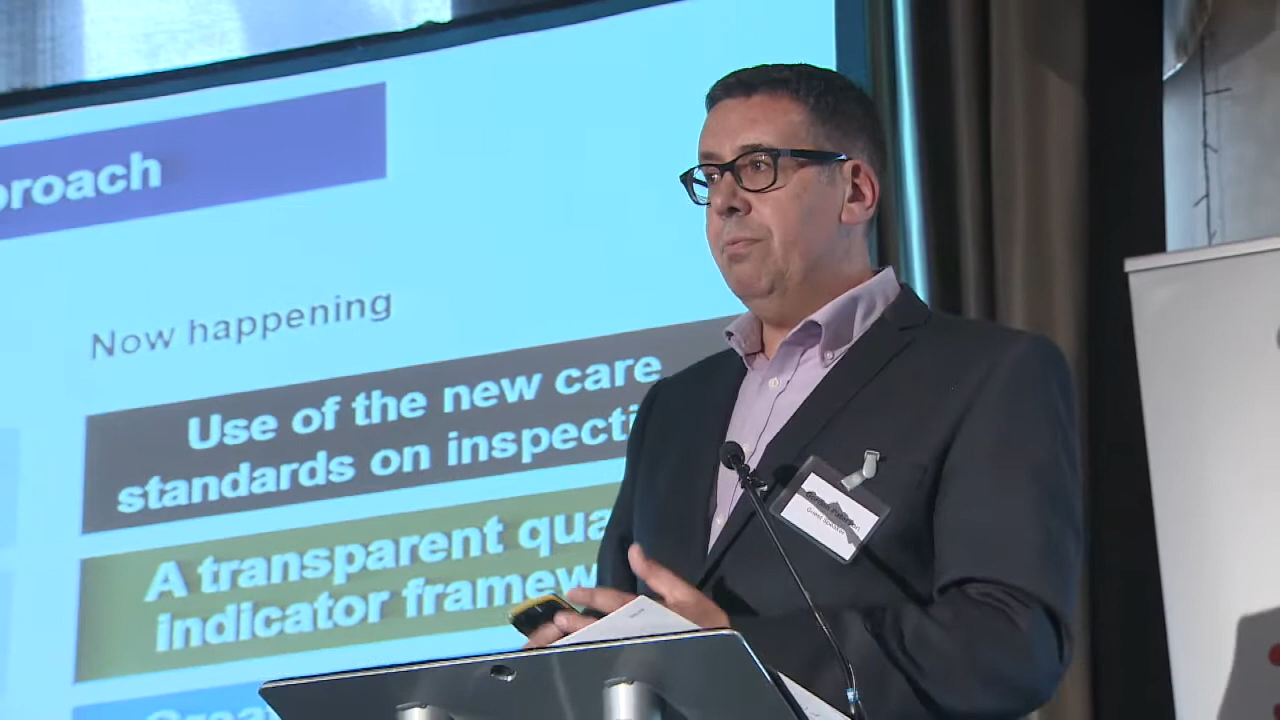 proach
Now happening
Use of the new care
standards on inspecti
A transparent qua
indicator framew
Guest Speaker